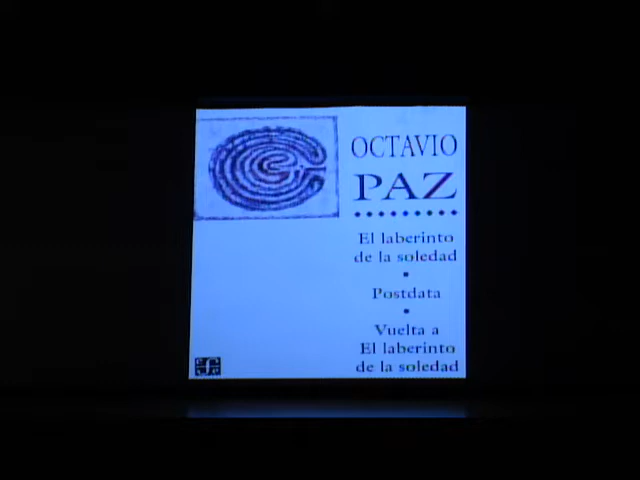 OCTAVIO
PAZ
El laberinto
de la soledad
Postdata
Vuelta a
El laberinto
de la soledad